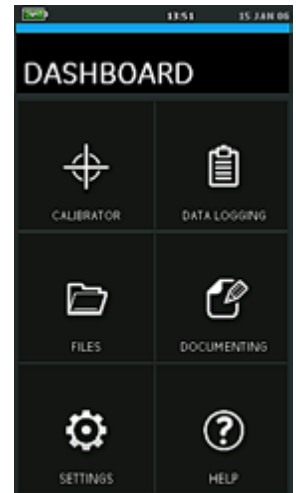 13:51 15 JAN 06
DASHBOARD
CALIBRATOR DATA LOGGING
FILES DOCUMENTING
SETTINGS HELP